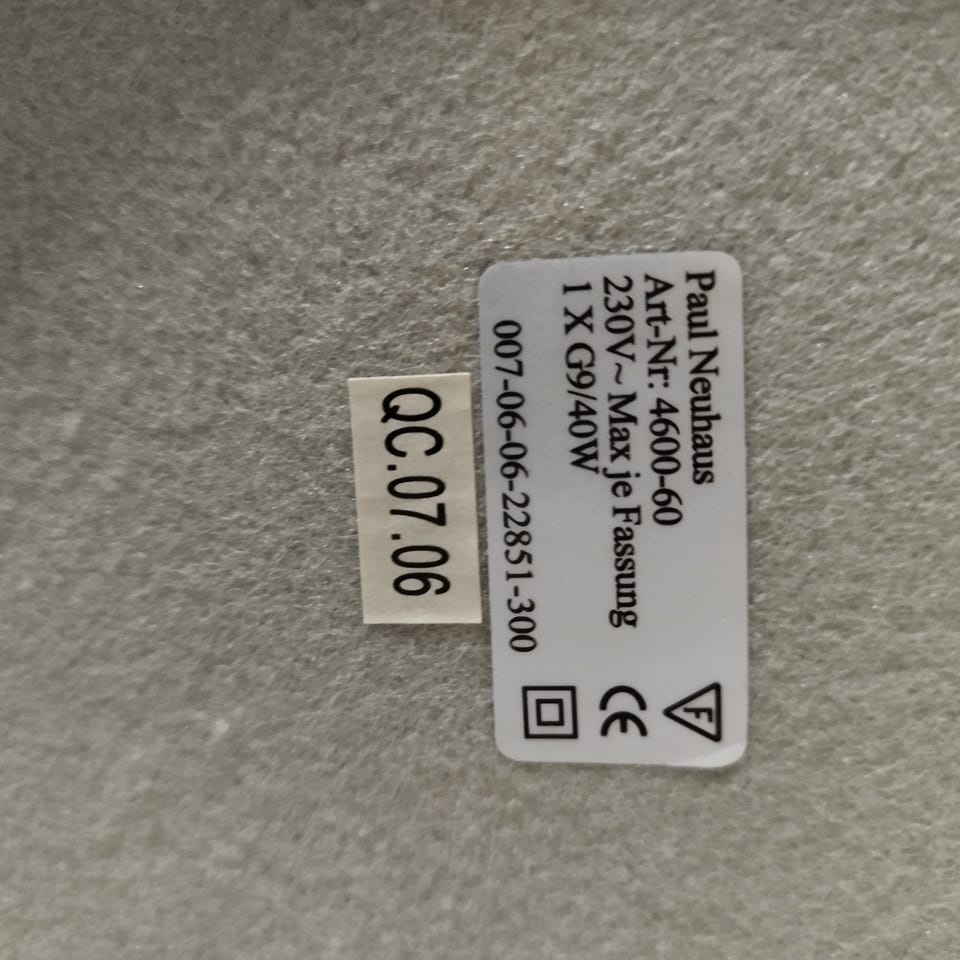 Paul Neuhaus
Art-Nr: 4600-60
230V~ Max je Fassung
1 X G9/40W
007-06-06-22851-300
F
CE
QC.07.06